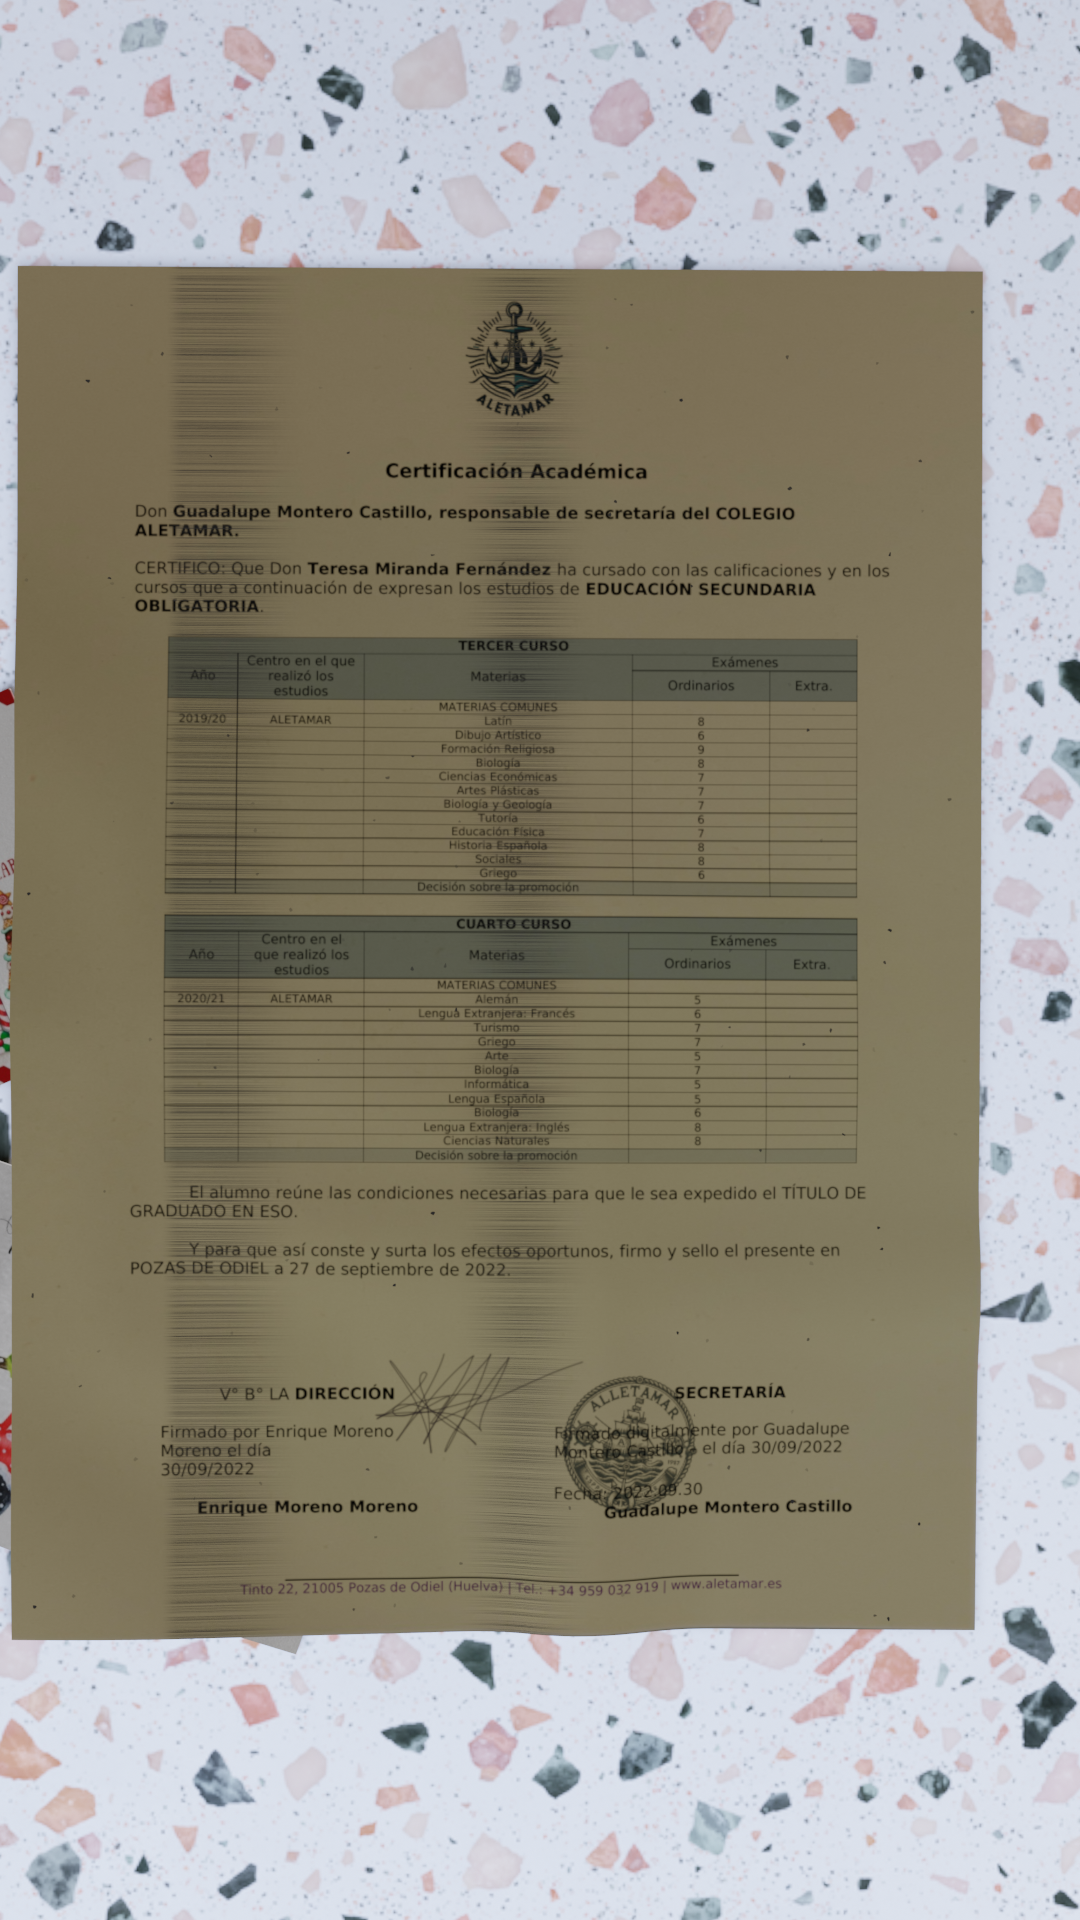 ALETAMAR
Certificación Académica
Don Guadalupe Montero Castillo, responsable de secretaría del COLEGIO
ALETAMAR.
CERTIFICO: Que Don Teresa Miranda Fernández ha cursado con las calificaciones y en los
cursos que a continuación de expresan los estudios de EDUCACIÓN SECUNDARIA
OBLIGATORIA.
TERCER CURSO
Año Centro en el que realizó los estudios Materias Exámenes
Ordinarios Extra.
MATERIAS COMUNES
2019/20 ALETAMAR Latín 8
Dibujo Artístico 6
Formación Religiosa 9
Biología 8
Ciencias Económicas 7
Artes Plásticas 7
Biología y Geología 7
Tutoría 6
Educación Física 7
Historia Española 8
Sociales 8
Griego 6
Decisión sobre la promoción
CUARTO CURSO
Año Centro en el que realizó los estudios Materias Exámenes
Ordinarios Extra.
MATERIAS COMUNES
2020/21 ALETAMAR Alemán 5
Lengua Extranjera: Francés 6
Turismo 7
Griego 7
Arte 5
Biología 7
Informática 5
Lengua Española 5
Biología 6
Lengua Extranjera: Inglés 8
Ciencias Naturales 8
Decisión sobre la promoción
El alumno reúne las condiciones necesarias para que le sea expedido el TÍTULO DE
GRADUADO EN ESO.
Y para que así conste y surta los efectos oportunos, firmo y sello el presente en
POZAS DE ODIEL a 27 de septiembre de 2022.
Vº Bº LA DIRECCIÓN
SECRETARÍA
ALLETAMAR
Firmado por Enrique Moreno
Moreno el día
30/09/2022
Firmado digitalmente por Guadalupe
Montero Castillo a el día 30/09/2022
Fecha: 2022.09.30
Enrique Moreno Moreno
Guadalupe Montero Castillo
Tinto 22, 21005 Pozas de Odiel (Huelva) | Tel.: +34 959 032 919 | www.aletamar.es